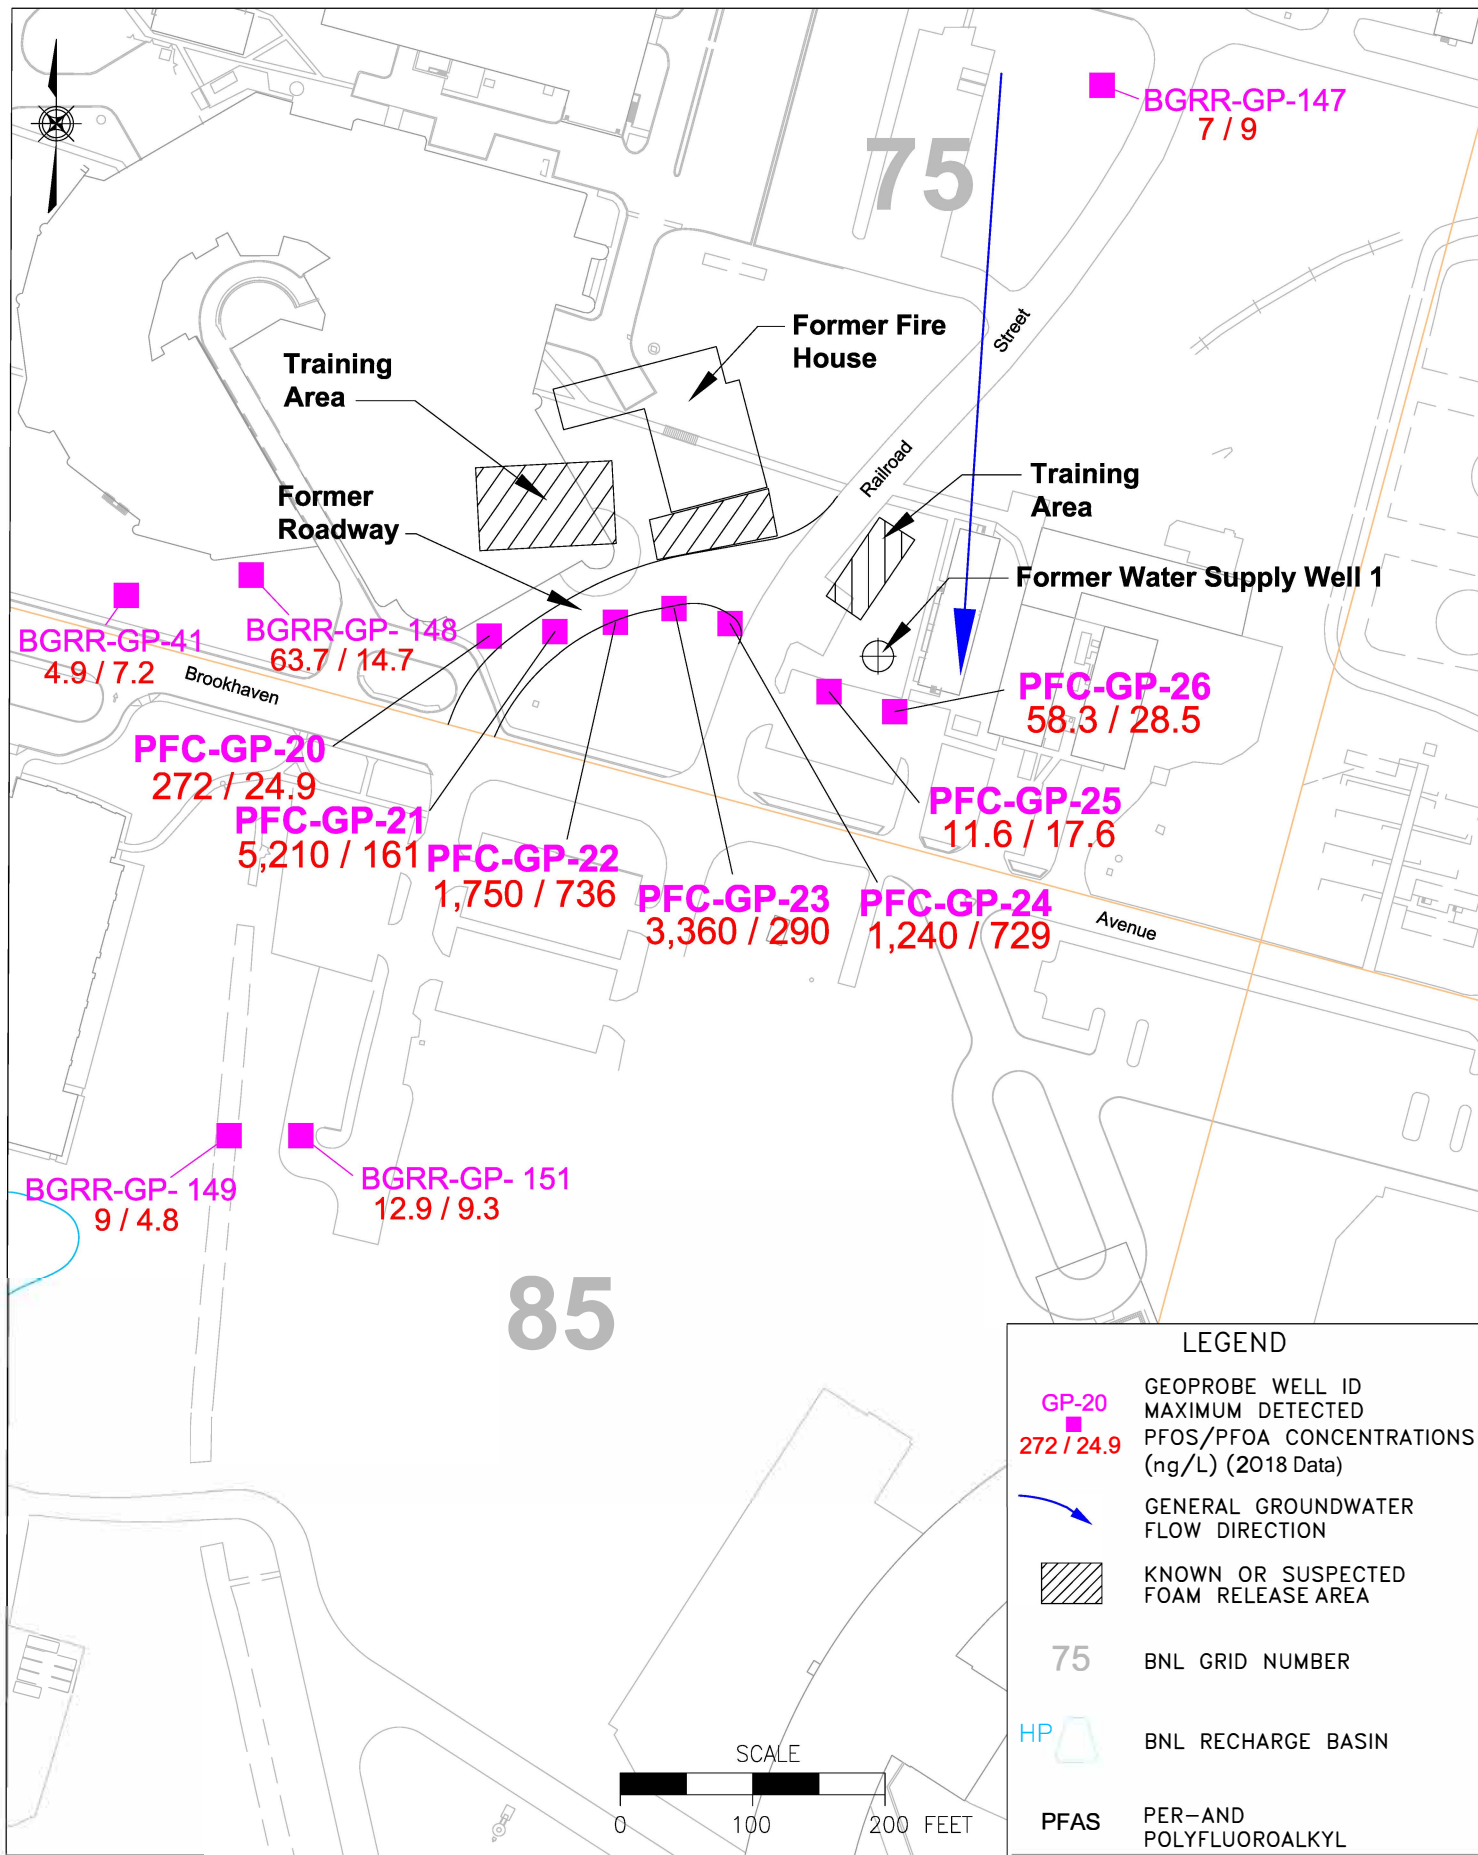 BGRR-GP-147
7 / 9
75
Former Fire
House
Training
Area
Street
Railroad
Former
Roadway
Training
Area
Former Water Supply Well 1
BGRR-GP-41
4.9 / 7.2
BGRR-GP- 148
63.7 / 14.7
Brookhaven
PFC-GP-26
58.3 / 28.5
PFC-GP-20
272 / 24.9
PFC-GP-25
11.6 / 17.6
PFC-GP-21
5,210 / 161
PFC-GP-22
1,750 / 736
PFC-GP-23
3,360 / 290
PFC-GP-24
1,240 / 729
Avenue
BGRR-GP- 149
9 / 4.8
BGRR-GP- 151
12.9 / 9.3
85
LEGEND
GP-20
272 / 24.9
GEOPROBE WELL ID
MAXIMUM DETECTED
PFOS/PFOA CONCENTRATIONS
(ng/L) (2018 Data)
GENERAL GROUNDWATER
FLOW DIRECTION
KNOWN OR SUSPECTED
FOAM RELEASE AREA
75
BNL GRID NUMBER
HP
BNL RECHARGE BASIN
PFAS
PER-AND
POLYFLUOROALKYL
SCALE
0 100 200 FEET